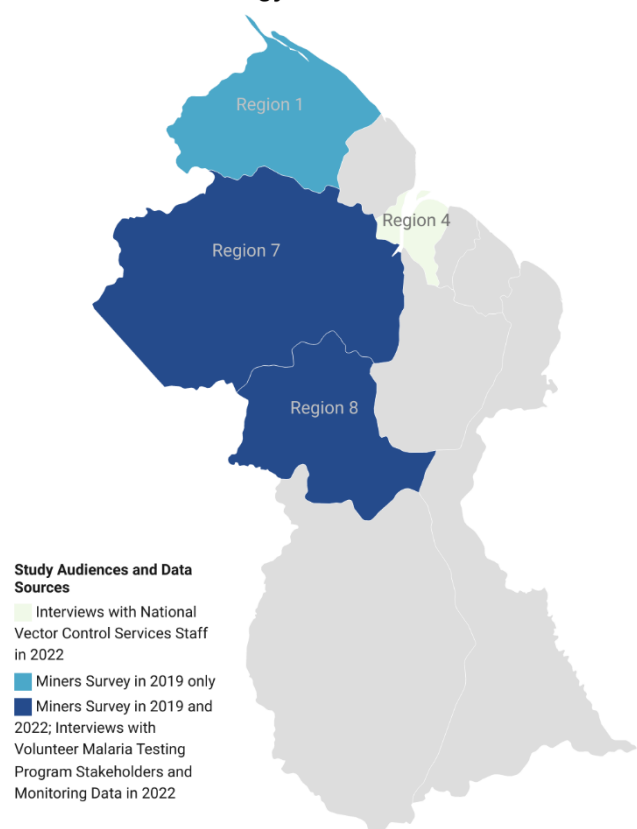 Region 1
Region 4
Region 7
Region 8
Study Audiences and Data
Sources
Interviews with National
Vector Control Services Staff
in 2022
Miners Survey in 2019 only
Miners Survey in 2019 and
2022; Interviews with
Volunteer Malaria Testing
Program Stakeholders and
Monitoring Data in 2022